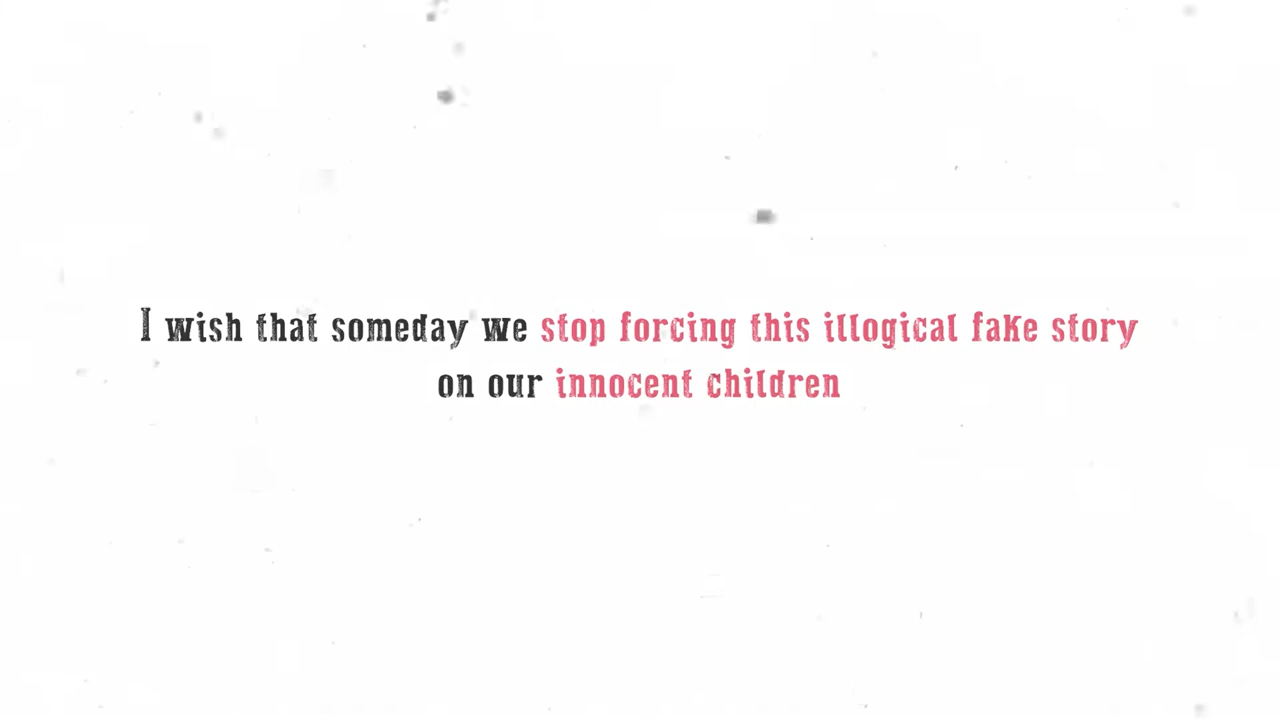 I wish that someday we stop forcing this illogical fake story
on our innocent children